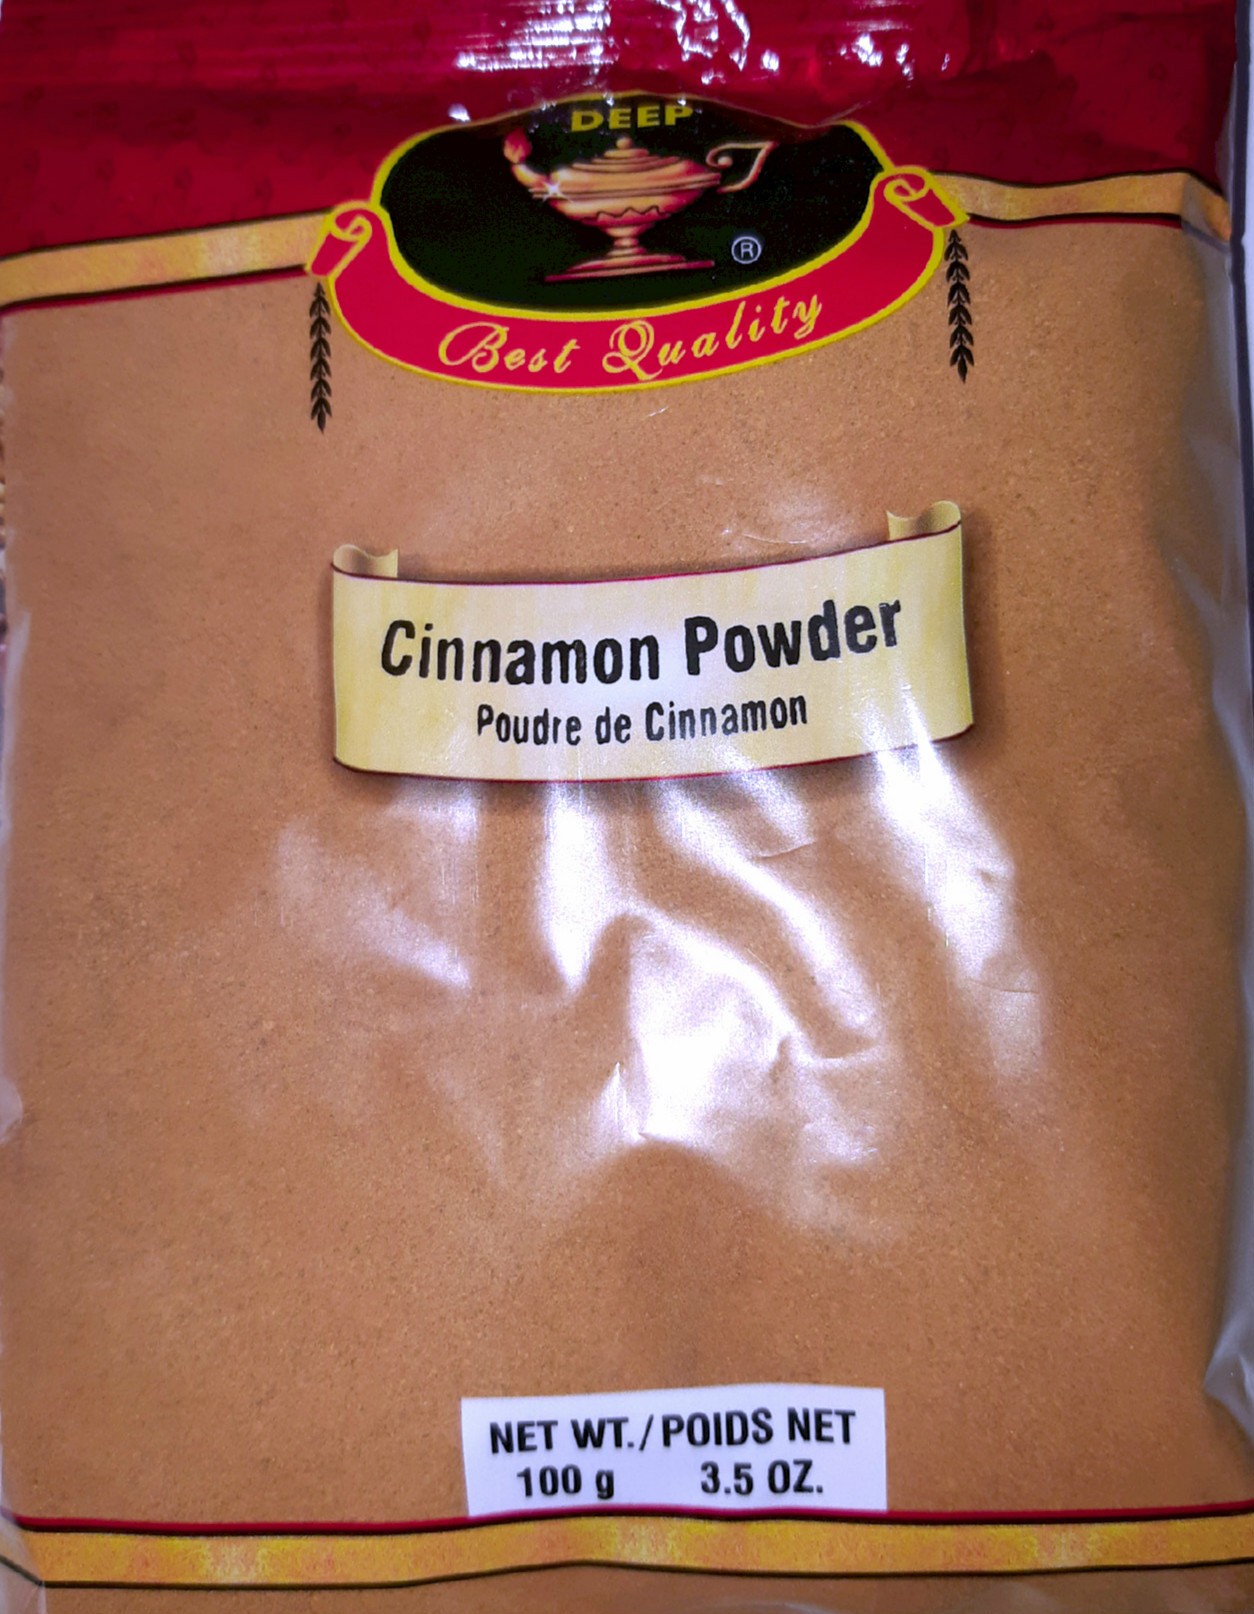 DEEP
®
Best Quality
Cinnamon Powder
Poudre de Cinnamon
NET WT./POIDS NET
100 g 3.5 OZ.